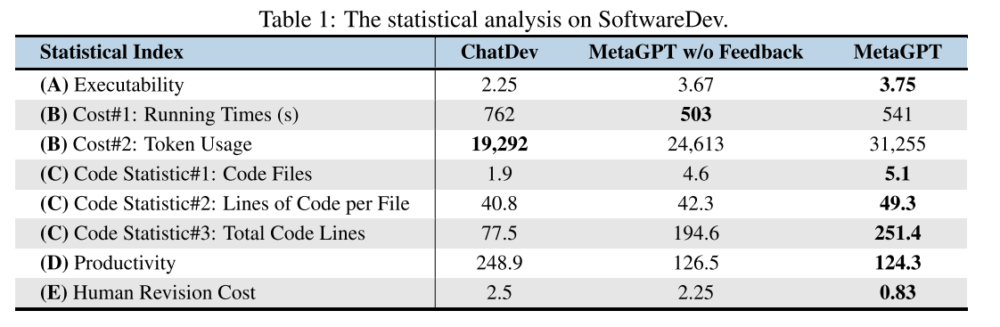 Table 1: The statistical analysis on SoftwareDev.
Statistical Index ChatDev MetaGPT w/o Feedback MetaGPT
(A) Executability 2.25 3.67 3.75
(B) Cost#1: Running Times (s) 762 503 541
(B) Cost#2: Token Usage 19,292 24,613 31,255
(C) Code Statistic#1: Code Files 1.9 4.6 5.1
(C) Code Statistic#2: Lines of Code per File 40.8 42.3 49.3
(C) Code Statistic#3: Total Code Lines 77.5 194.6 251.4
(D) Productivity 248.9 126.5 124.3
(E) Human Revision Cost 2.5 2.25 0.83